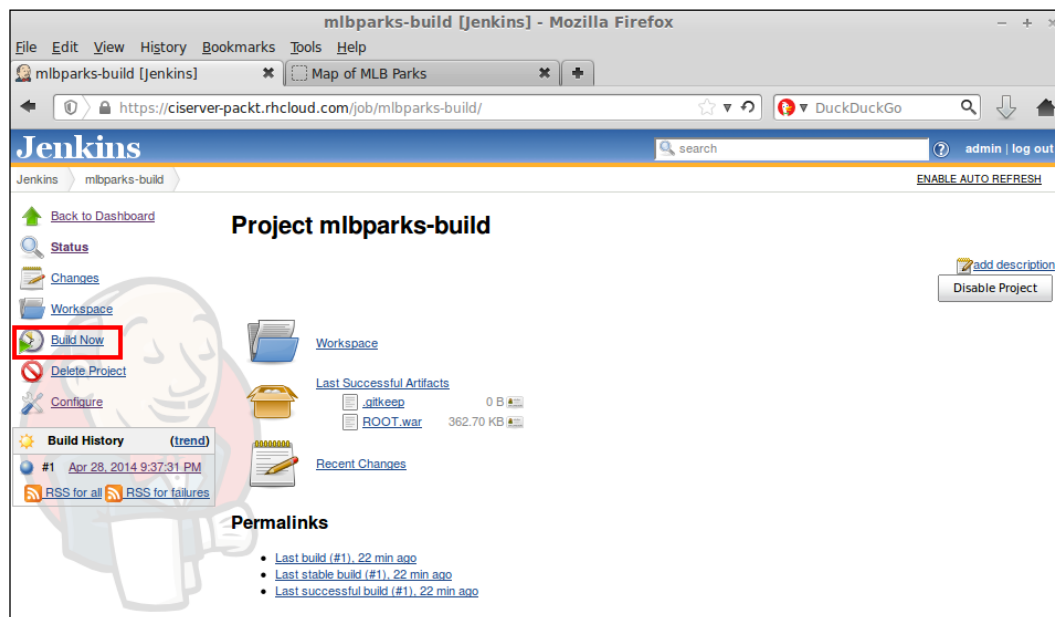 mlbparks-build [Jenkins] - Mozilla Firefox
File Edit View History Bookmarks Tools Help
mlbparks-build [Jenkins] Map of MLB Parks
https://ciserver-packt.rhcloud.com/job/mlbparks-build/ DuckDuckGo
Jenkins search admin | log out
Jenkins mlbparks-build ENABLE AUTO REFRESH
Back to Dashboard
Status
Changes
Workspace
Build Now
Delete Project
Configure
Build History (trend)
#1 Apr 28, 2014 9:37:31 PM
RSS for all RSS for failures
Project mlbparks-build
add description
Disable Project
Workspace
Last Successful Artifacts
.gitkeep 0 B
ROOT.war 362.70 KB
Recent Changes
Permalinks
Last build (#1), 22 min ago
Last stable build (#1), 22 min ago
Last successful build (#1), 22 min ago